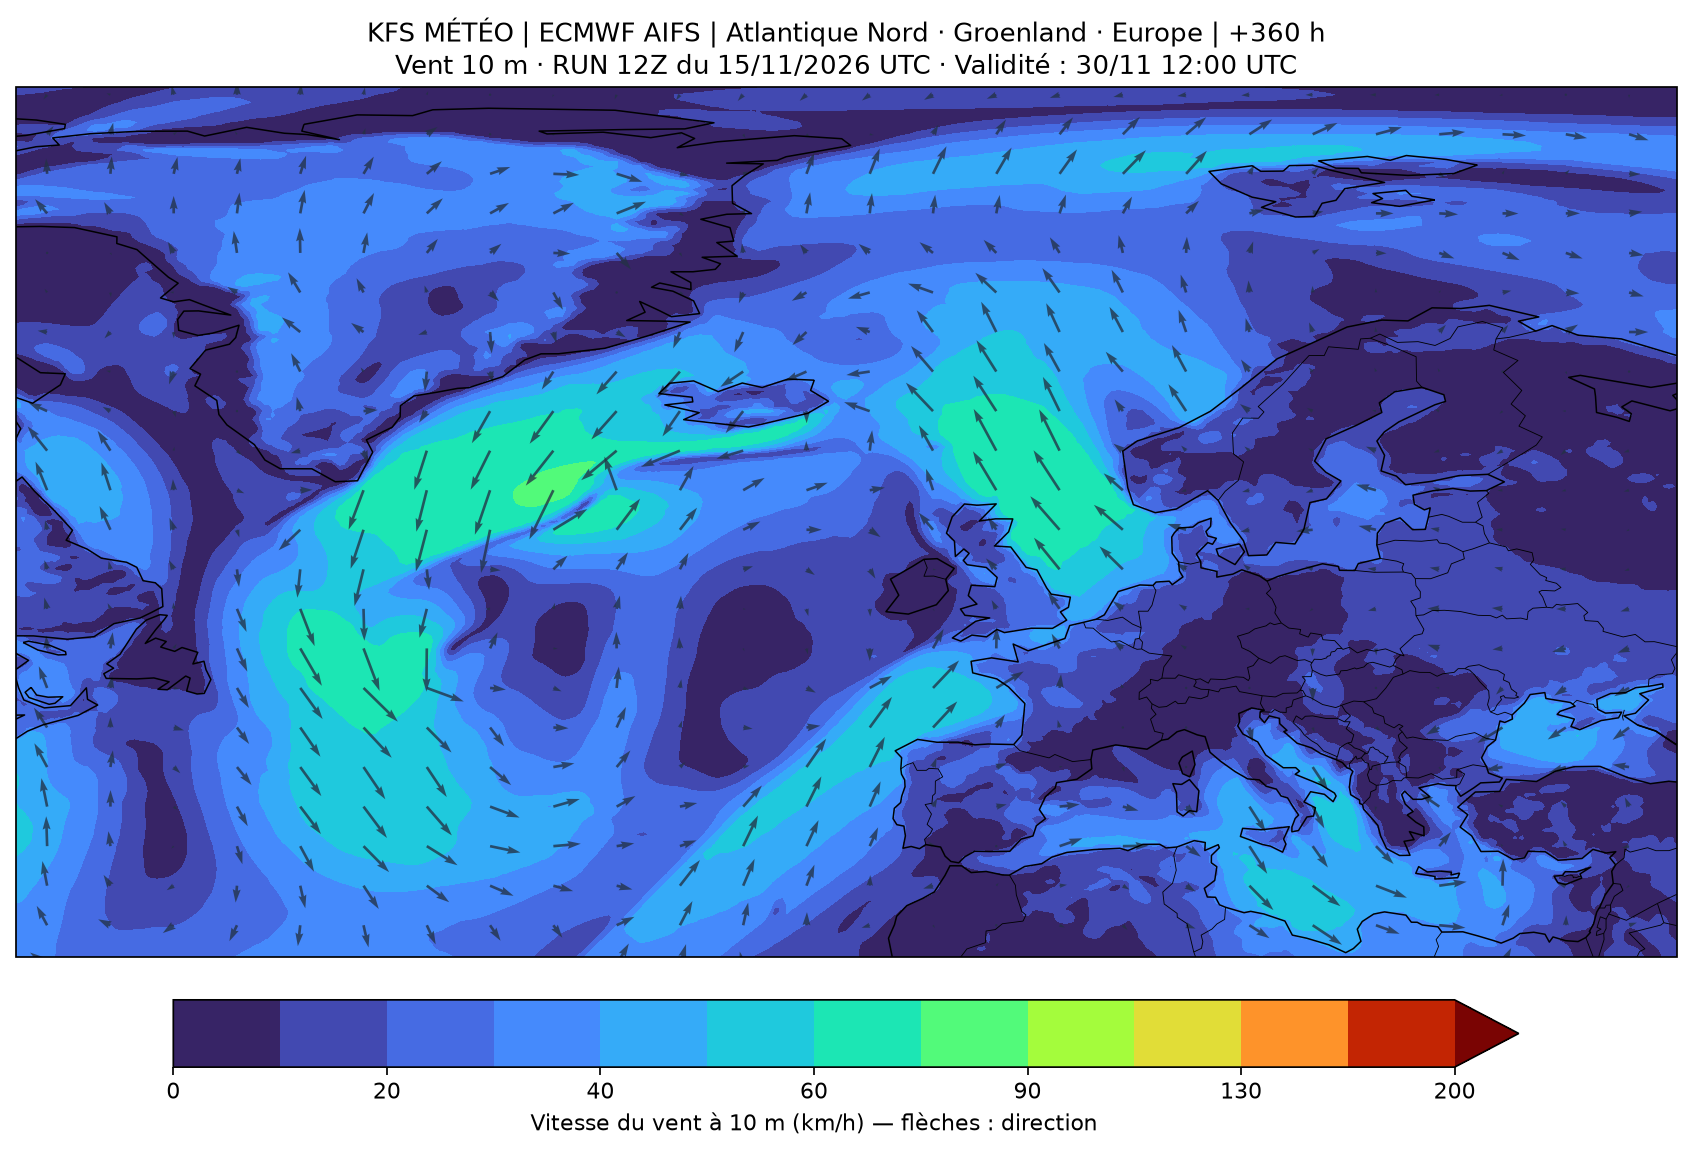 KFS MÉTÉO | ECMWF AIFS | Atlantique Nord · Groenland · Europe | +360 h
Vent 10 m · RUN 12Z du 15/11/2026 UTC · Validité : 30/11 12:00 UTC
0 20 40 60 90 130 200
Vitesse du vent à 10 m (km/h) — flèches : direction